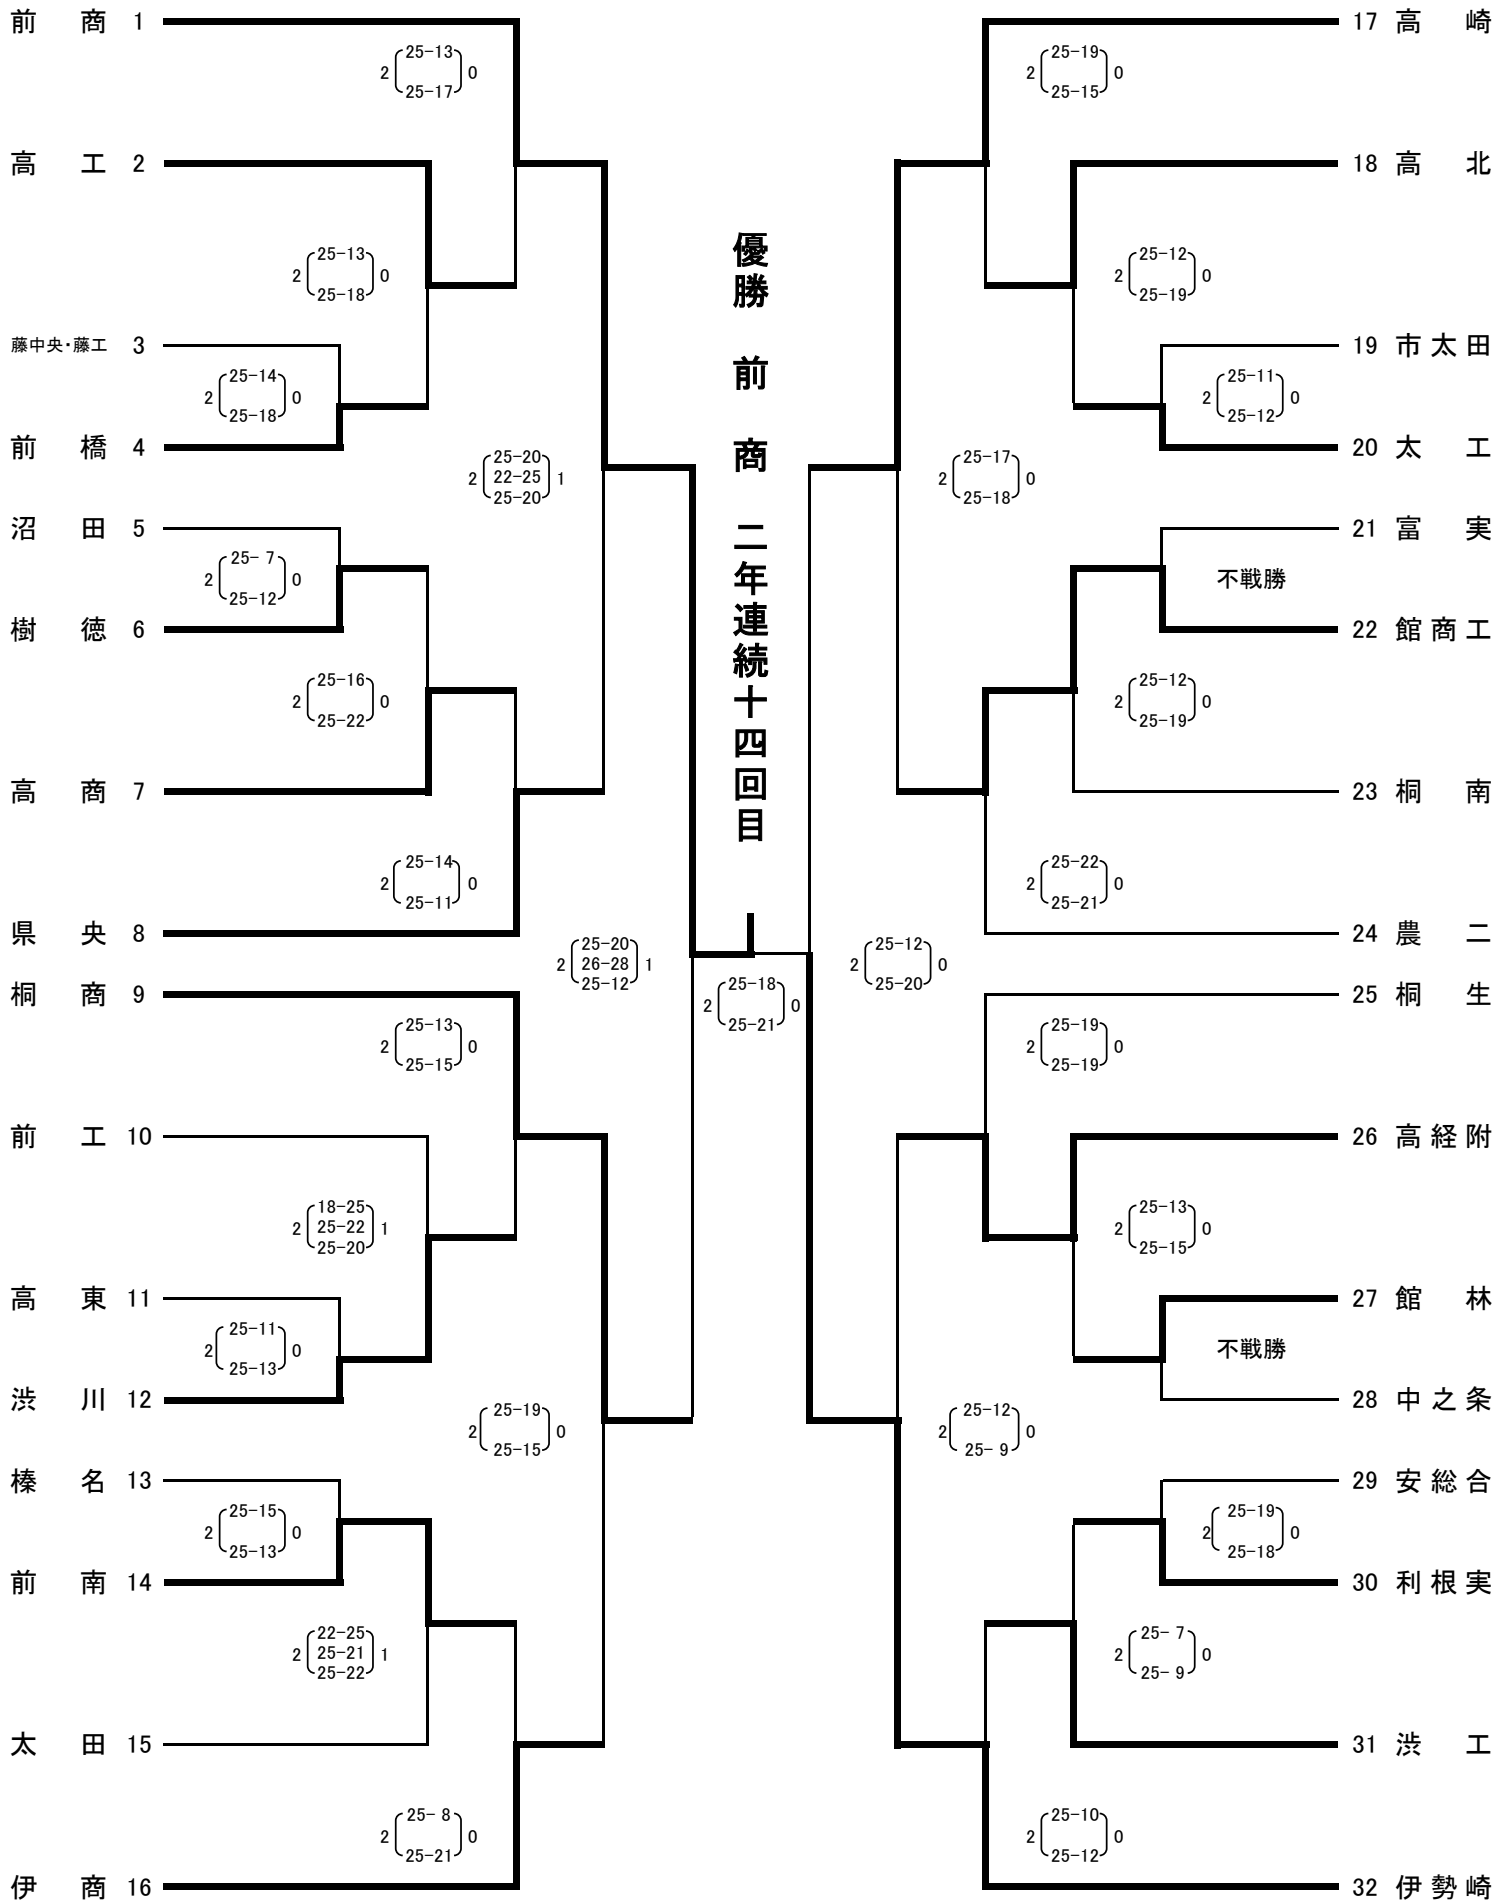 前商 1
2 25-13 0
25-17
高工 2
2 25-13 0
25-18
藤中央・藤工 3
2 25-14 0
25-18
前橋 4
2 25-20 1
22-25
25-20
沼田 5
2 25- 7 0
25-12
樹徳 6
2 25-16 0
25-22
高商 7
2 25-14 0
25-11
県央 8
2 25-20 1
26-28
25-12
桐商 9
2 25-13 0
25-15
前工 10
2 18-25 1
25-22
25-20
高東 11
2 25-11 0
25-13
渋川 12
2 25-19 0
25-15
榛名 13
2 25-15 0
25-13
前南 14
2 22-25 1
25-21
25-22
太田 15
2 25- 8 0
25-21
伊商 16
優勝 前 商 二年連続十四回目
2 25-18 0
25-21
17 高崎
2 25-19 0
25-15
18 高北
2 25-12 0
25-19
19 市太田
2 25-11 0
25-12
20 太工
2 25-17 0
25-18
21 富実
不戦勝
22 館商工
2 25-12 0
25-19
23 桐南
2 25-22 0
25-21
24 農二
2 25-12 0
25-20
25 桐生
2 25-19 0
25-19
26 高経附
2 25-13 0
25-15
27 館林
不戦勝
28 中之条
2 25-12 0
25- 9
29 安総合
2 25-19 0
25-18
30 利根実
2 25- 7 0
25- 9
31 渋工
2 25-10 0
25-12
32 伊勢崎